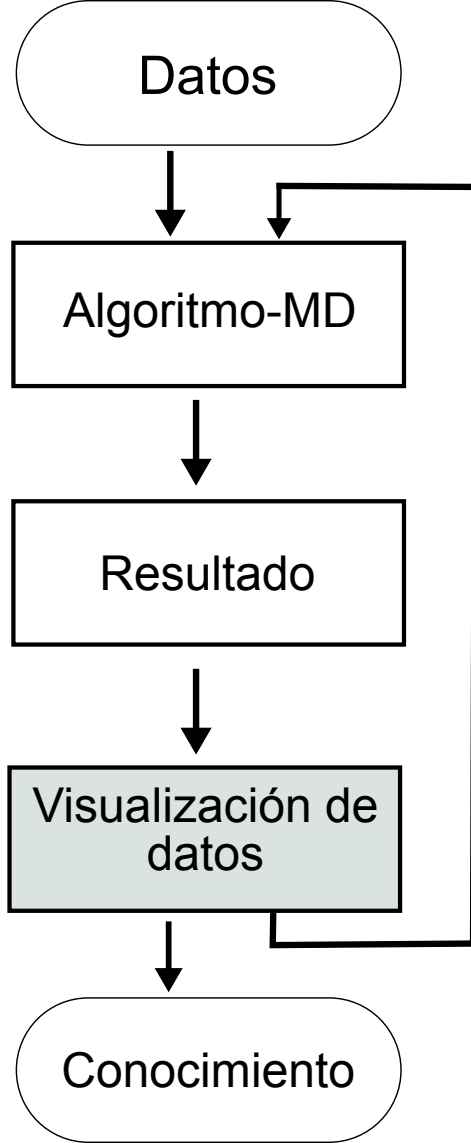 Datos
Algoritmo-MD
Resultado
Visualización de
datos
Conocimiento